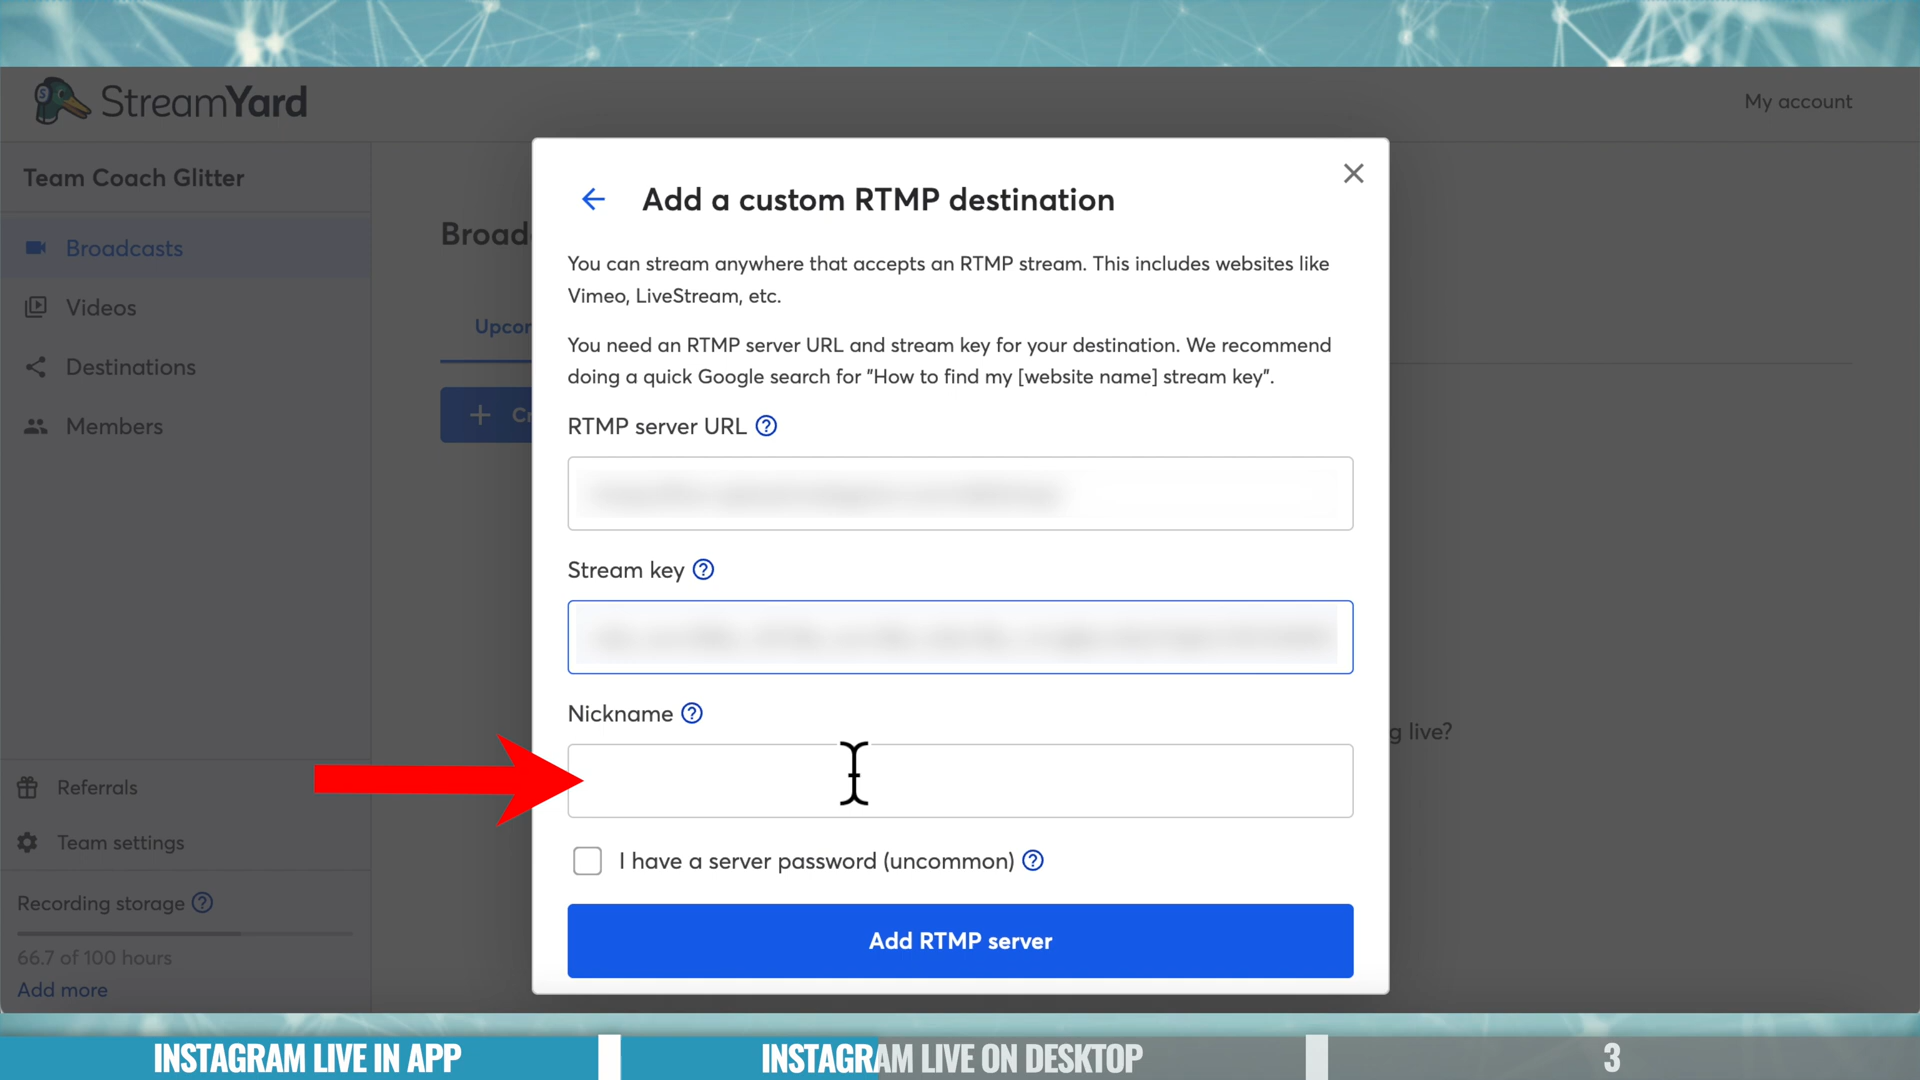 StreamYard
My account
Team Coach Glitter
Broadcasts
Videos
Destinations
Members
Referrals
Team settings
Recording storage ?
66.7 of 100 hours
Add more
Broad
Upcor
+ Cr
g live?
Add a custom RTMP destination
You can stream anywhere that accepts an RTMP stream. This includes websites like
Vimeo, LiveStream, etc.
You need an RTMP server URL and stream key for your destination. We recommend
doing a quick Google search for "How to find my [website name] stream key".
RTMP server URL ?
Stream key ?
Nickname ?
I have a server password (uncommon) ?
Add RTMP server
INSTAGRAM LIVE IN APP
INSTAGRAM LIVE ON DESKTOP
3